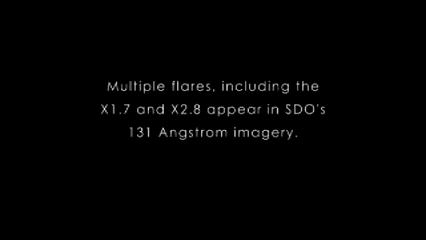 Multiple flares, including the
X1.7 and X2.8 appear in SDO's
131 Angstrom imagery.